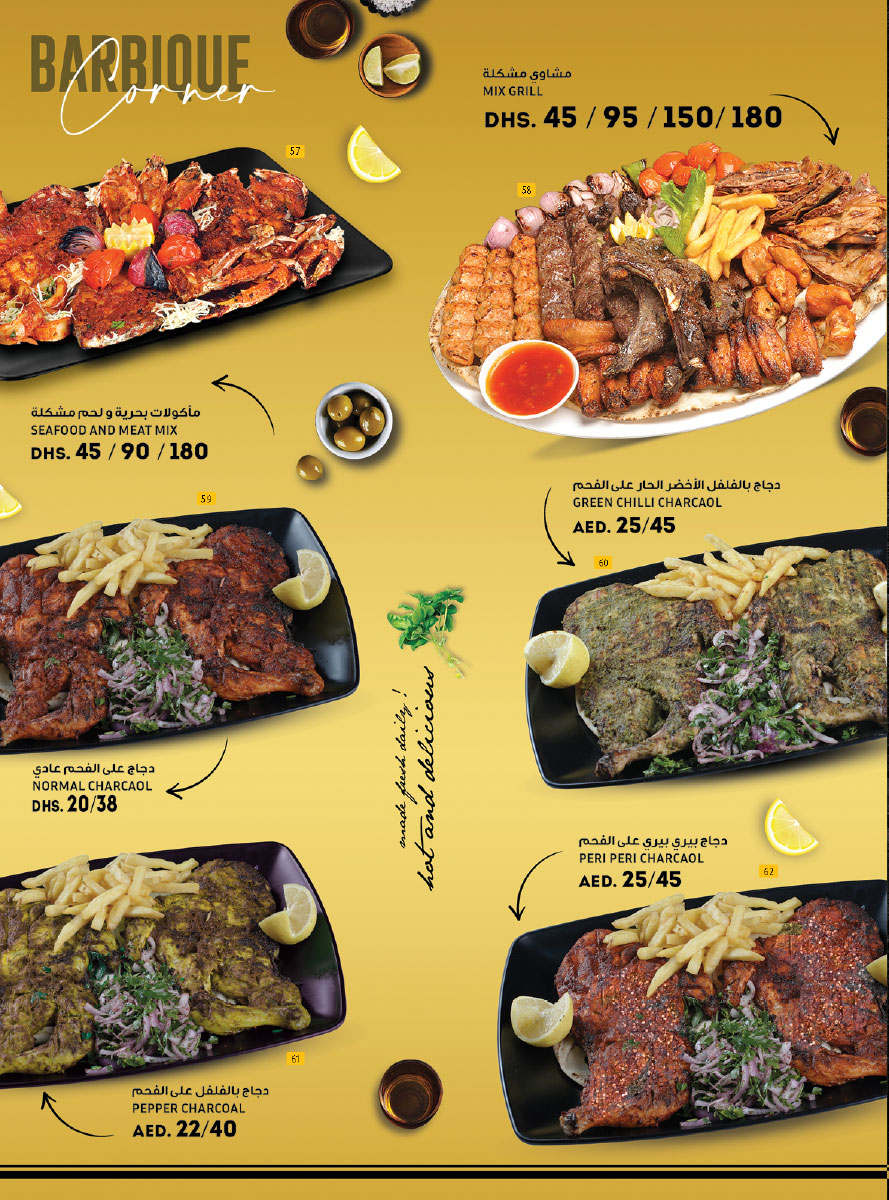 BARBIQUE
Corner
مشاوي مشكلة
MIX GRILL
DHS. 45 / 95 / 150/ 180
57
58
مأكولات بحرية و لحم مشكلة
SEAFOOD AND MEAT MIX
DHS. 45 / 90 / 180
دجاج بالفلفل الأخضر الحار على الفحم
GREEN CHILLI CHARCAOL
AED. 25/45
59
60
دجاج على الفحم عادي
NORMAL CHARCAOL
DHS. 20/38
made fresh daily!
hot and delicious
دجاج بيري بيري على الفحم
PERI PERI CHARCAOL
AED. 25/45
62
61
دجاج بالفلفل على الفحم
PEPPER CHARCOAL
AED. 22/40